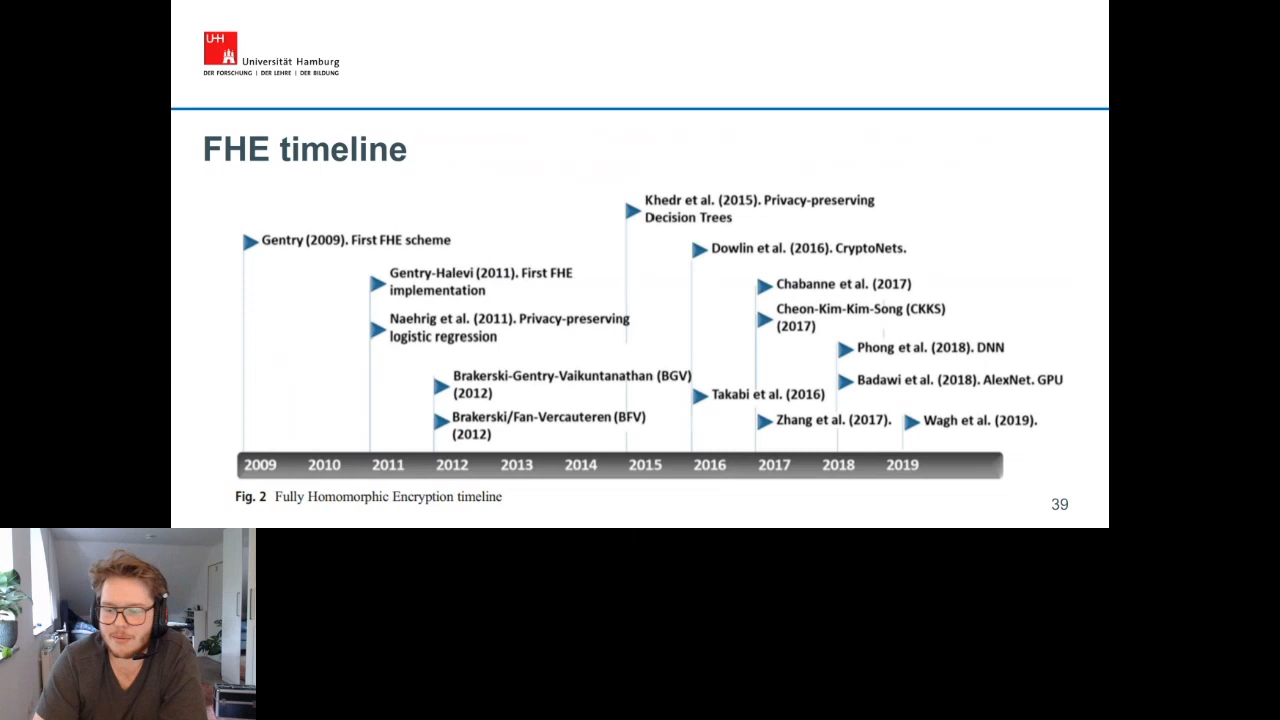 UHH
Universität Hamburg
DER FORSCHUNG | DER LEHRE | DER BILDUNG
FHE timeline
Khedr et al. (2015). Privacy-preserving
Decision Trees
Gentry (2009). First FHE scheme
Dowlin et al. (2016). CryptoNets.
Gentry-Halevi (2011). First FHE
implementation
Chabanne et al. (2017)
Cheon-Kim-Kim-Song (CKKS)
(2017)
Naehrig et al. (2011). Privacy-preserving
logistic regression
Phong et al. (2018). DNN
Brakerski-Gentry-Vaikuntanathan (BGV)
(2012)
Badawi et al. (2018). AlexNet. GPU
Takabi et al. (2016)
Brakerski/Fan-Vercauteren (BFV)
(2012)
Zhang et al. (2017).
Wagh et al. (2019).
2009 2010 2011 2012 2013 2014 2015 2016 2017 2018 2019
Fig. 2 Fully Homomorphic Encryption timeline
39